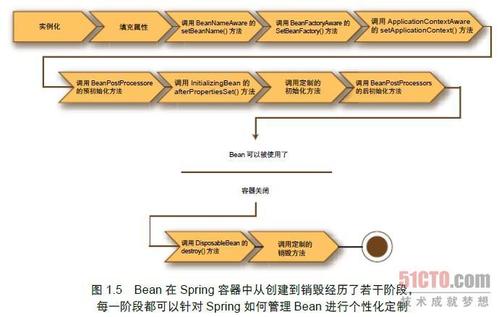 实例化
填充属性
调用 BeanNameAware 的
setBeanName() 方法
调用 BeanFactoryAware 的
SetBeanFactory() 方法
调用 ApplicationContextAware
的 setApplicationContext() 方法
调用 BeanPostProcessore
的预初始化方法
调用 InitializingBean 的
afterPropertiesSet() 方法
调用定制的
初始化方法
调用 BeanPostProcessors
的后初始化方法
Bean 可以被使用了
容器关闭
调用 DisposableBean 的
destroy() 方法
调用定制的
销毁方法
图 1.5 Bean 在 Spring 容器中从创建到销毁经历了若干阶段，
每一阶段都可以针对 Spring 如何管理 Bean 进行个性化定制
51CTO.com
技术成就梦想